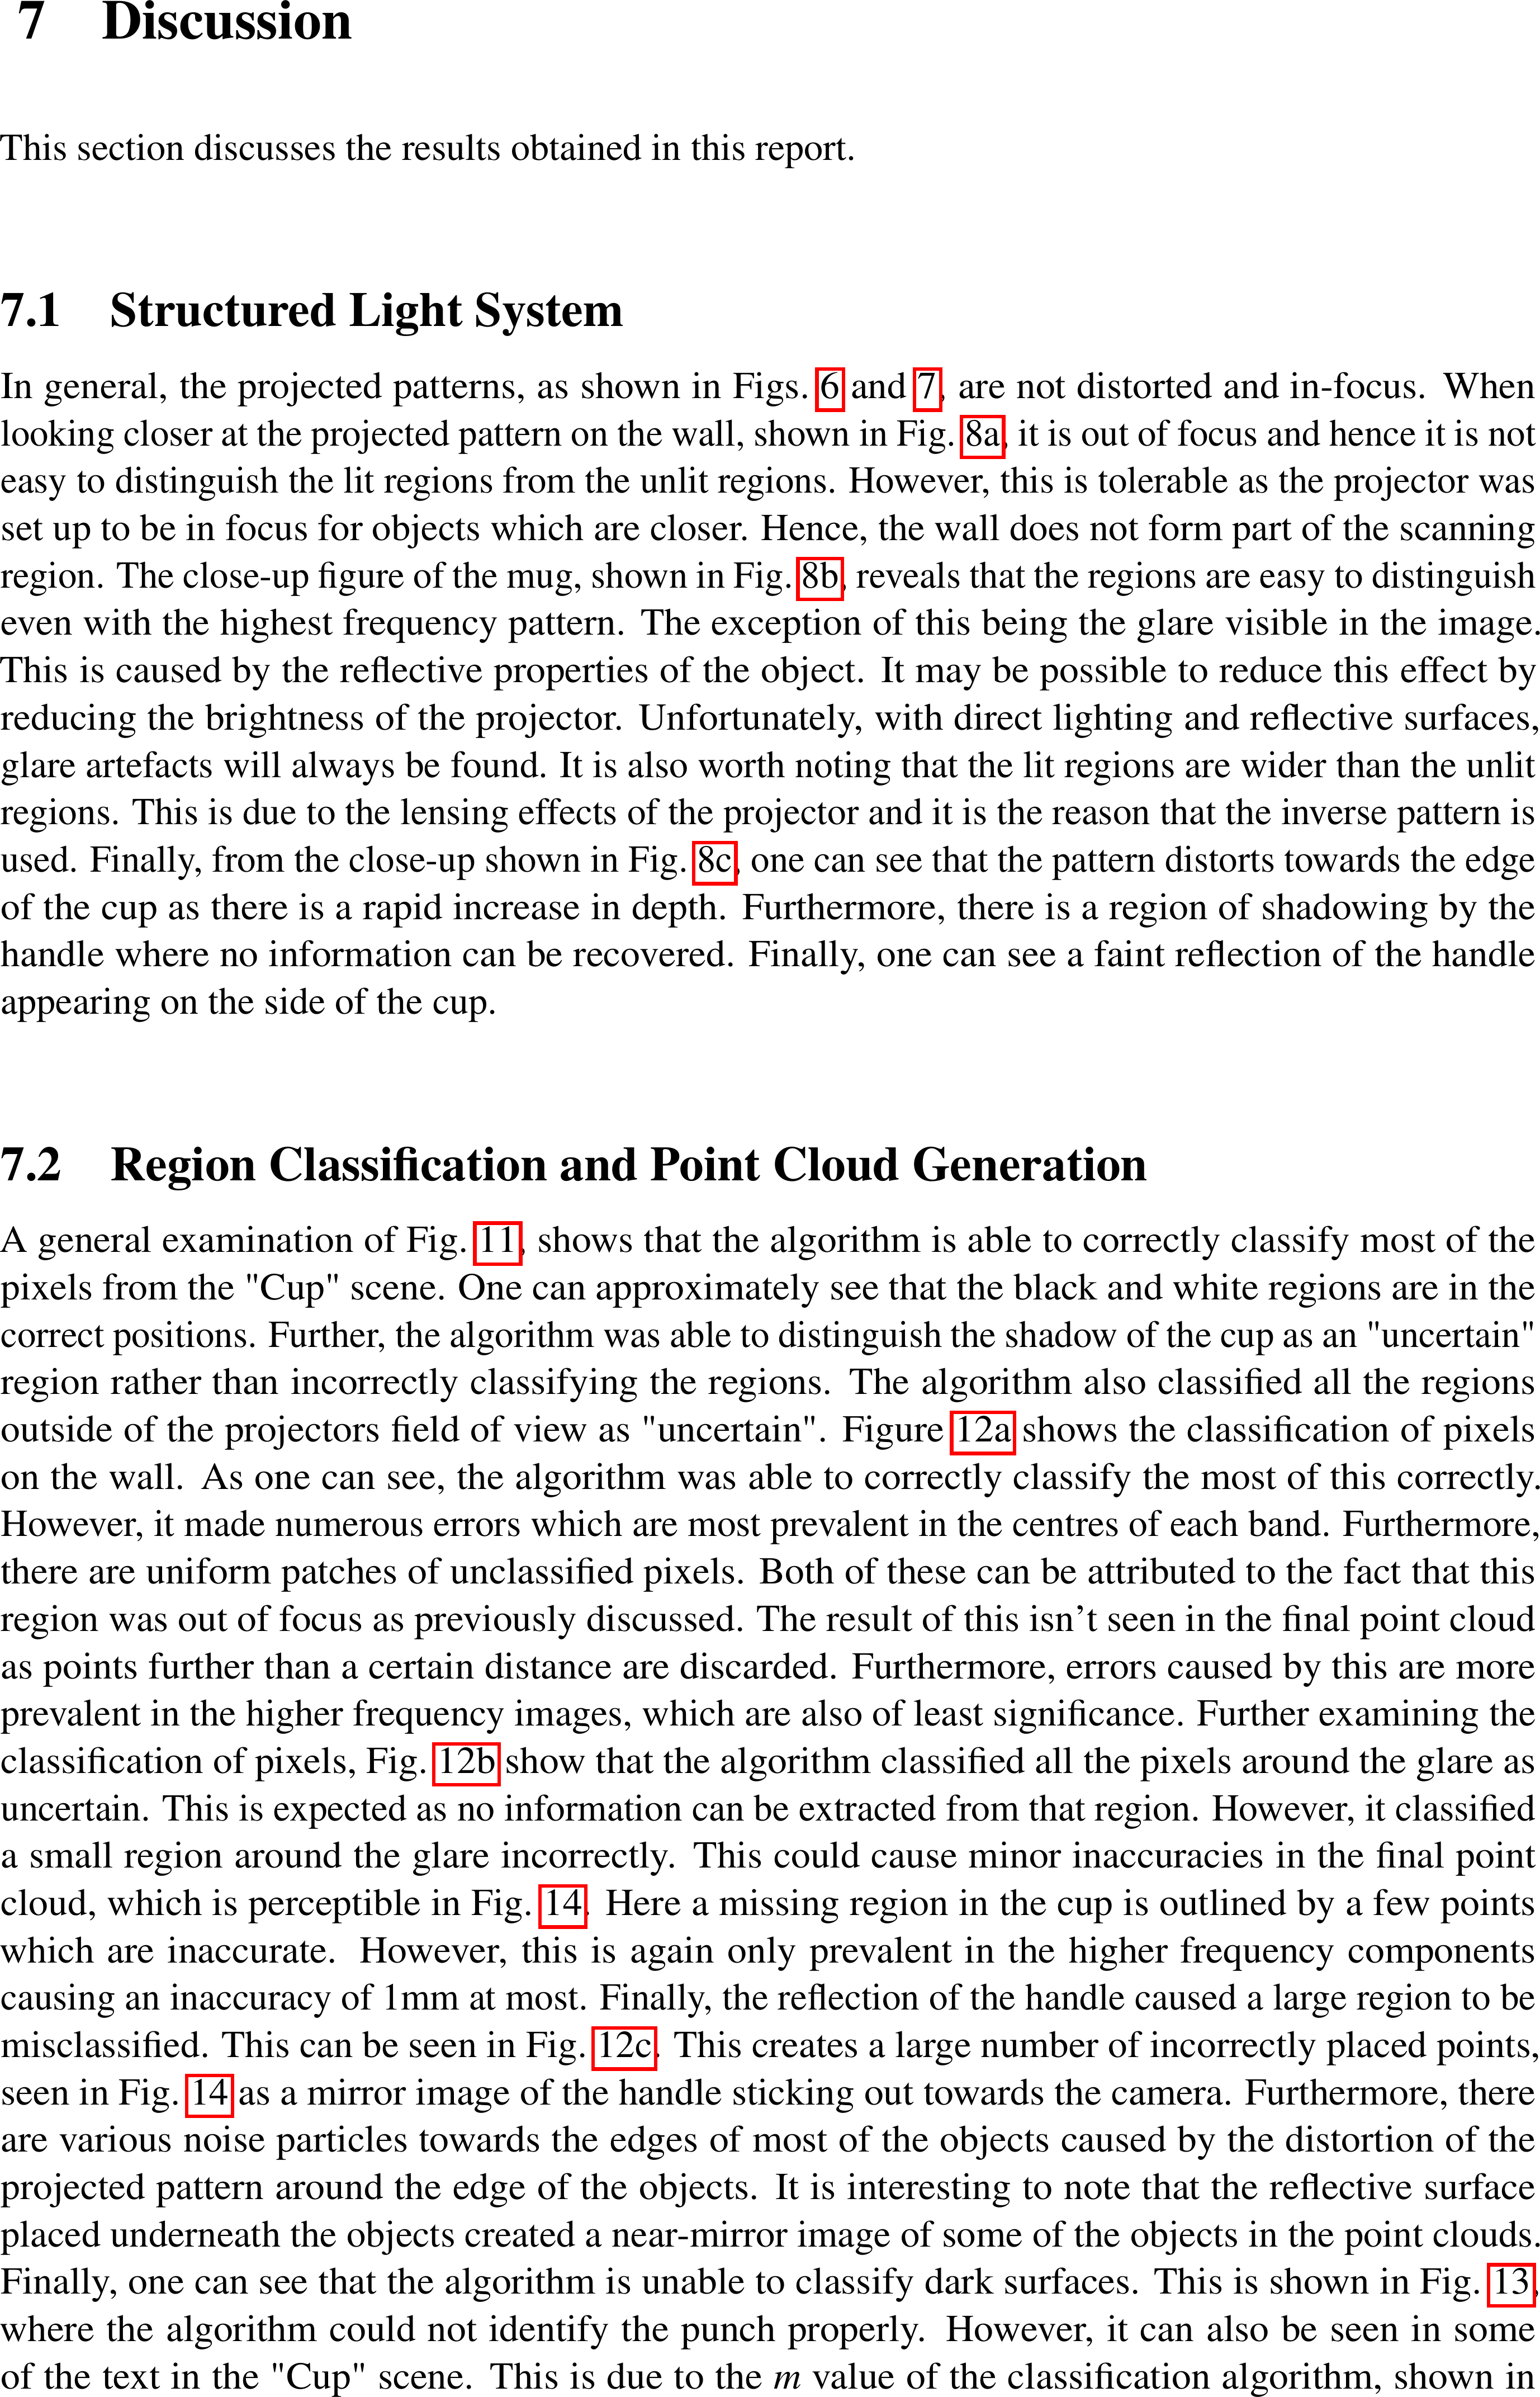 7 Discussion
This section discusses the results obtained in this report.
7.1 Structured Light System
In general, the projected patterns, as shown in Figs. 6 and 7, are not distorted and in-focus. When
looking closer at the projected pattern on the wall, shown in Fig. 8a, it is out of focus and hence it is not
easy to distinguish the lit regions from the unlit regions. However, this is tolerable as the projector was
set up to be in focus for objects which are closer. Hence, the wall does not form part of the scanning
region. The close-up figure of the mug, shown in Fig. 8b, reveals that the regions are easy to distinguish
even with the highest frequency pattern. The exception of this being the glare visible in the image.
This is caused by the reflective properties of the object. It may be possible to reduce this effect by
reducing the brightness of the projector. Unfortunately, with direct lighting and reflective surfaces,
glare artefacts will always be found. It is also worth noting that the lit regions are wider than the unlit
regions. This is due to the lensing effects of the projector and it is the reason that the inverse pattern is
used. Finally, from the close-up shown in Fig. 8c, one can see that the pattern distorts towards the edge
of the cup as there is a rapid increase in depth. Furthermore, there is a region of shadowing by the
handle where no information can be recovered. Finally, one can see a faint reflection of the handle
appearing on the side of the cup.
7.2 Region Classification and Point Cloud Generation
A general examination of Fig. 11, shows that the algorithm is able to correctly classify most of the
pixels from the "Cup" scene. One can approximately see that the black and white regions are in the
correct positions. Further, the algorithm was able to distinguish the shadow of the cup as an "uncertain"
region rather than incorrectly classifying the regions. The algorithm also classified all the regions
outside of the projectors field of view as "uncertain". Figure 12a shows the classification of pixels
on the wall. As one can see, the algorithm was able to correctly classify the most of this correctly.
However, it made numerous errors which are most prevalent in the centres of each band. Furthermore,
there are uniform patches of unclassified pixels. Both of these can be attributed to the fact that this
region was out of focus as previously discussed. The result of this isn't seen in the final point cloud
as points further than a certain distance are discarded. Furthermore, errors caused by this are more
prevalent in the higher frequency images, which are also of least significance. Further examining the
classification of pixels, Fig. 12b show that the algorithm classified all the pixels around the glare as
uncertain. This is expected as no information can be extracted from that region. However, it classified
a small region around the glare incorrectly. This could cause minor inaccuracies in the final point
cloud, which is perceptible in Fig. 14. Here a missing region in the cup is outlined by a few points
which are inaccurate. However, this is again only prevalent in the higher frequency components
causing an inaccuracy of 1mm at most. Finally, the reflection of the handle caused a large region to be
misclassified. This can be seen in Fig. 12c. This creates a large number of incorrectly placed points,
seen in Fig. 14 as a mirror image of the handle sticking out towards the camera. Furthermore, there
are various noise particles towards the edges of most of the objects caused by the distortion of the
projected pattern around the edge of the objects. It is interesting to note that the reflective surface
placed underneath the objects created a near-mirror image of some of the objects in the point clouds.
Finally, one can see that the algorithm is unable to classify dark surfaces. This is shown in Fig. 13,
where the algorithm could not identify the punch properly. However, it can also be seen in some
of the text in the "Cup" scene. This is due to the m value of the classification algorithm, shown in